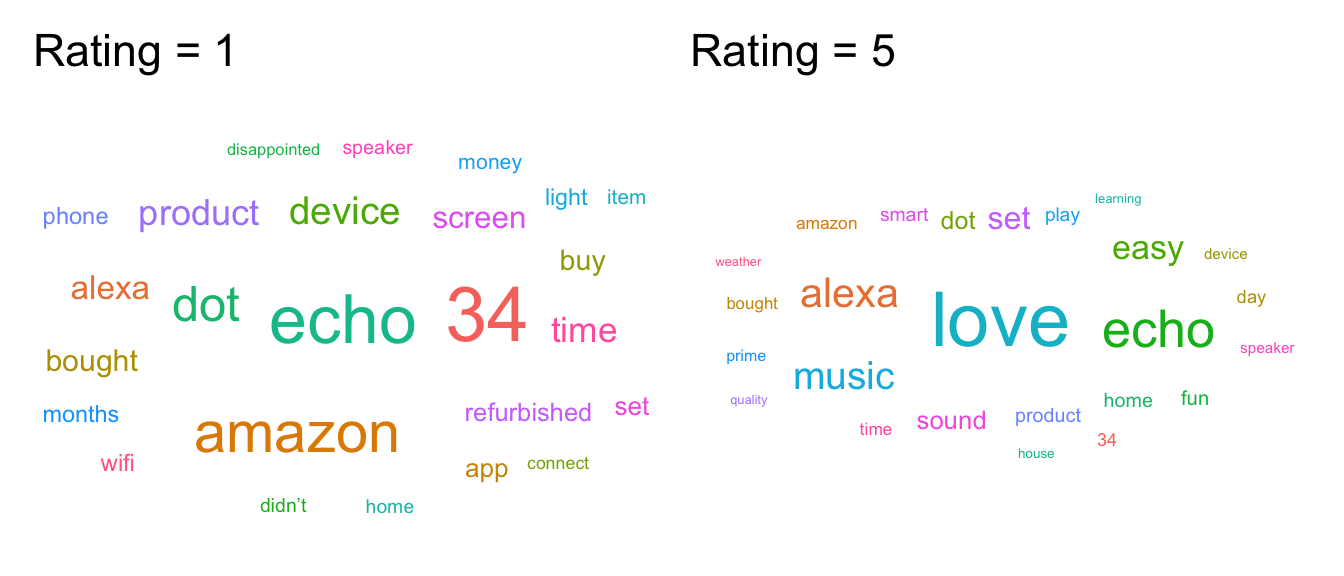 Rating = 1
disappointed speaker
money
light item
phone product device screen
buy
alexa dot echo 34 time
bought
months refurbished set
amazon
wifi app connect
didn’t home
Rating = 5
learning
amazon smart dot set play
easy device
weather
bought alexa love echo day
prime music speaker
quality
home fun
time sound product
34
house